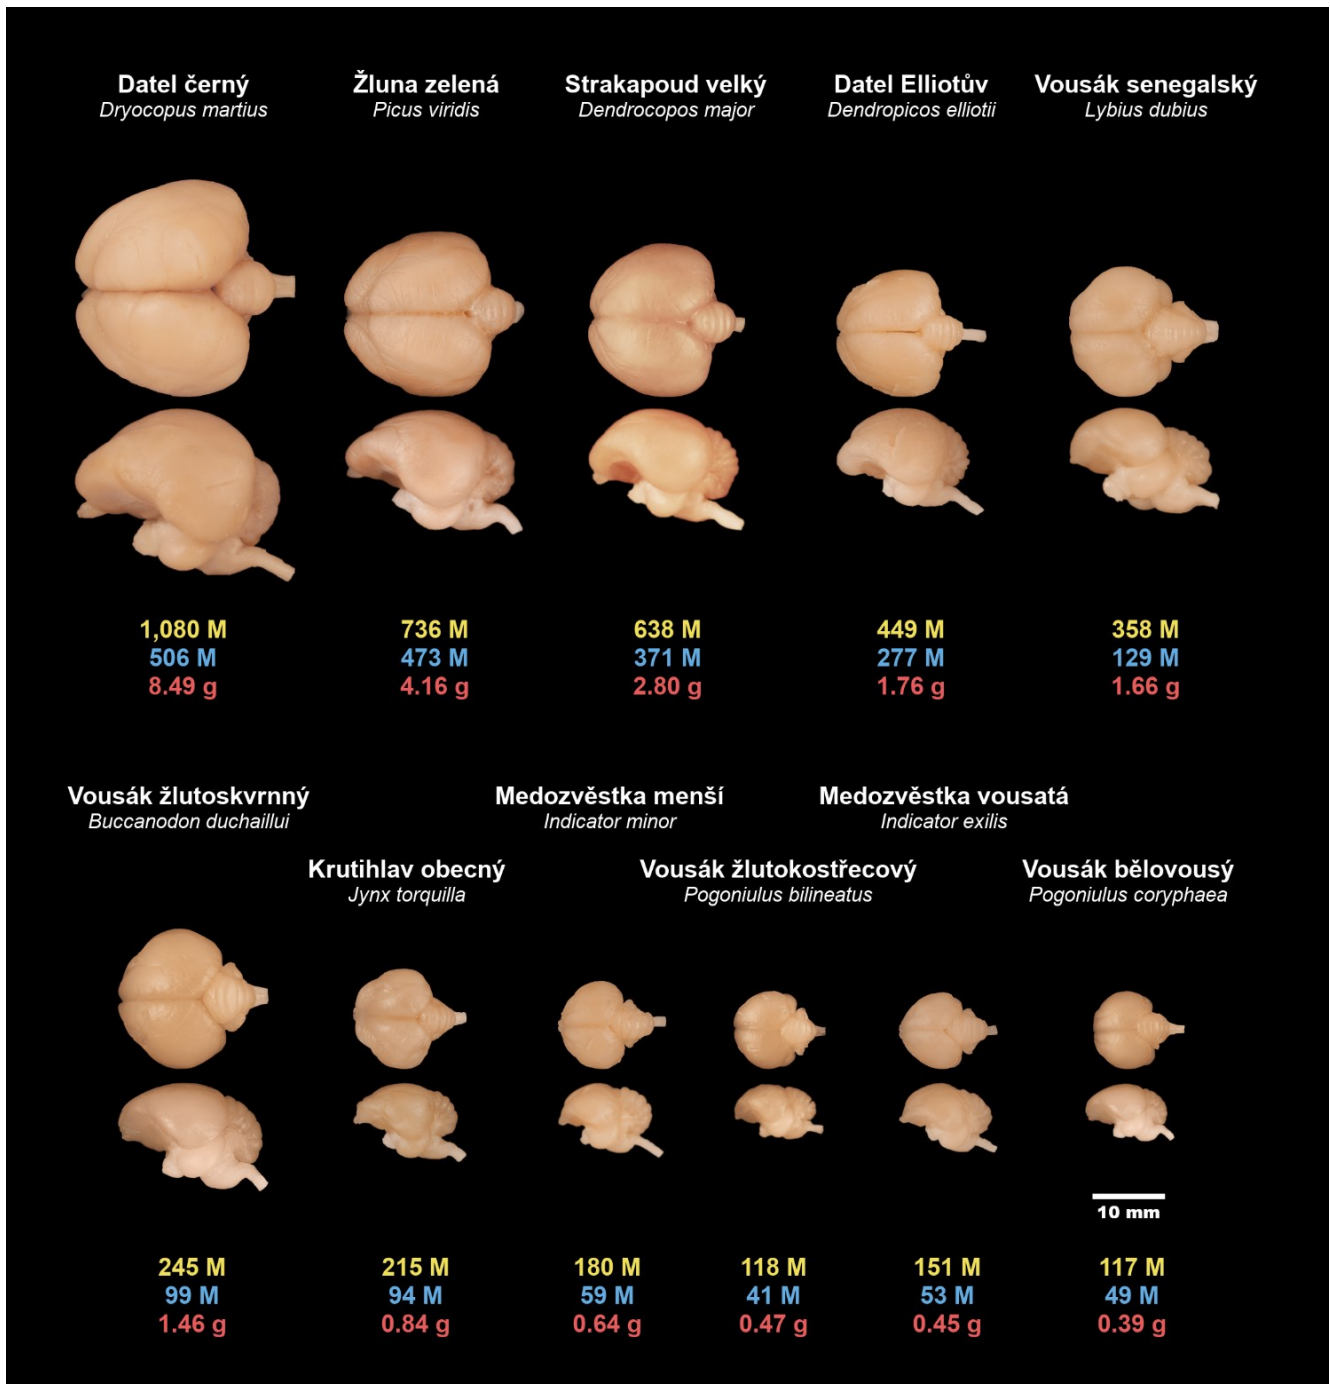 Datel černý
Dryocopus martius
Žluna zelená
Picus viridis
Strakapoud velký
Dendrocopos major
Datel Elliotův
Dendropicos elliotii
Vousák senegalský
Lybius dubius
1,080 M
506 M
8.49 g
736 M
473 M
4.16 g
638 M
371 M
2.80 g
449 M
277 M
1.76 g
358 M
129 M
1.66 g
Vousák žlutoskvrnný
Buccanodon duchaillui
Krutihlav obecný
Jynx torquilla
Medozvěstka menší
Indicator minor
Vousák žlutokostřecový
Pogoniulus bilineatus
Medozvěstka vousatá
Indicator exilis
Vousák bělovousý
Pogoniulus coryphaea
10 mm
245 M
99 M
1.46 g
215 M
94 M
0.84 g
180 M
59 M
0.64 g
118 M
41 M
0.47 g
151 M
53 M
0.45 g
117 M
49 M
0.39 g